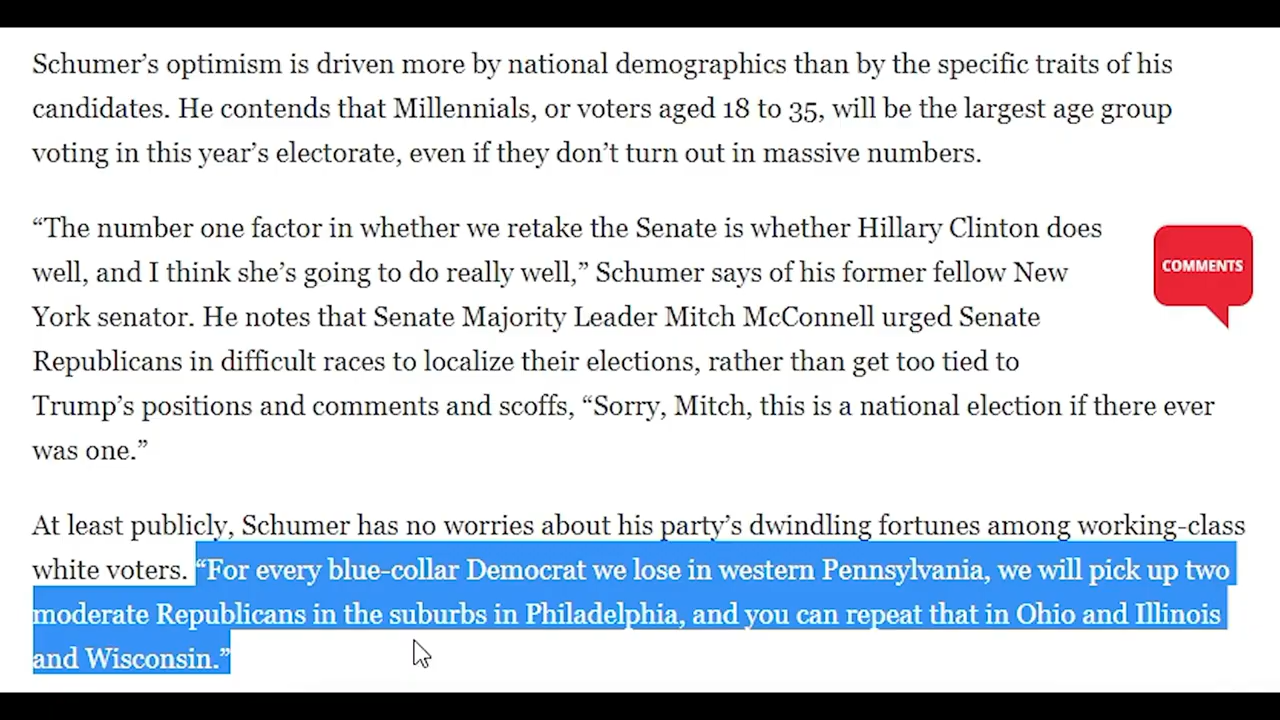 Schumer’s optimism is driven more by national demographics than by the specific traits of his
candidates. He contends that Millennials, or voters aged 18 to 35, will be the largest age group
voting in this year’s electorate, even if they don’t turn out in massive numbers.
“The number one factor in whether we retake the Senate is whether Hillary Clinton does
well, and I think she’s going to do really well,” Schumer says of his former fellow New
York senator. He notes that Senate Majority Leader Mitch McConnell urged Senate
Republicans in difficult races to localize their elections, rather than get too tied to
Trump’s positions and comments and scoffs, “Sorry, Mitch, this is a national election if there ever
was one.”
COMMENTS
At least publicly, Schumer has no worries about his party’s dwindling fortunes among working-class
white voters. “For every blue-collar Democrat we lose in western Pennsylvania, we will pick up two
moderate Republicans in the suburbs in Philadelphia, and you can repeat that in Ohio and Illinois
and Wisconsin.”